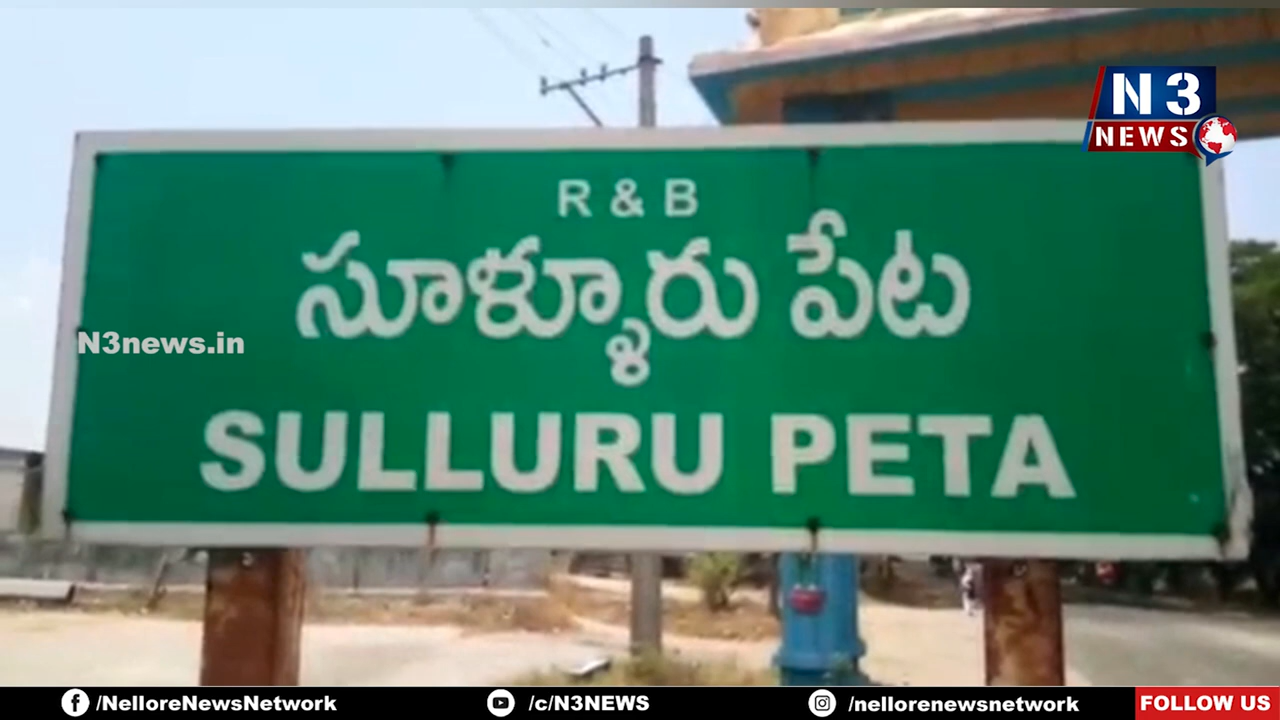 N3
NEWS
R & B
సూళ్ళూరు పేట
N3news.in
SULLURU PETA
/NelloreNewsNetwork
/c/N3NEWS
/nellorenewsnetwork
FOLLOW US